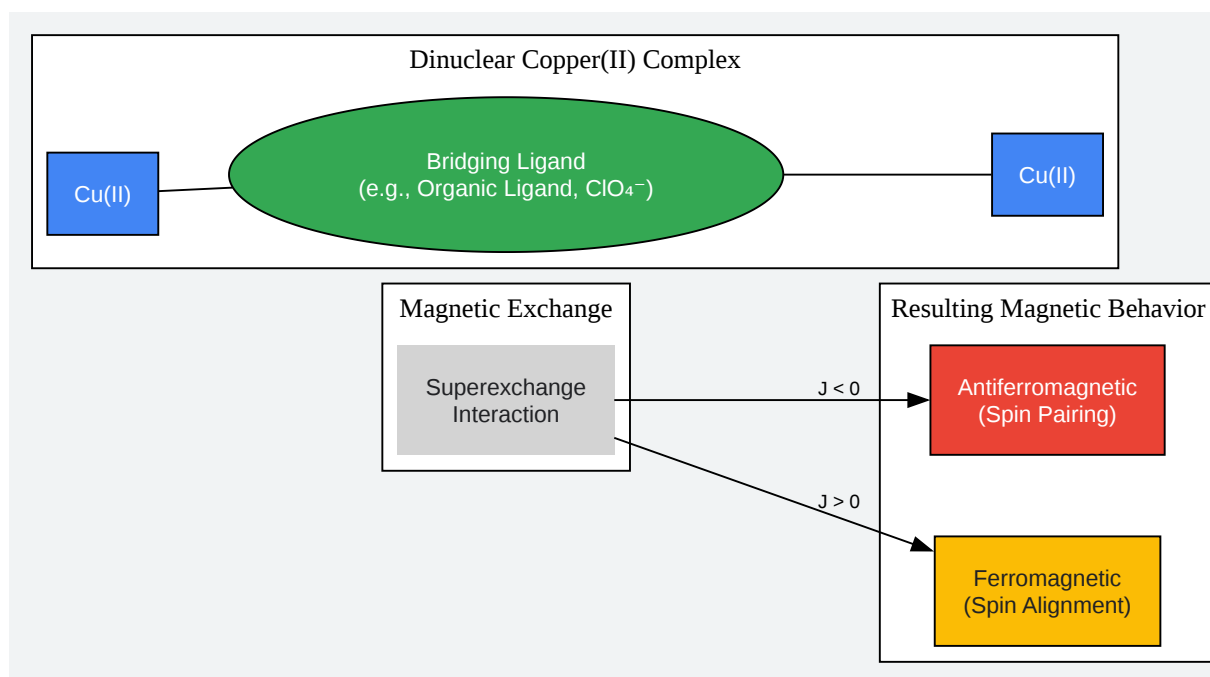 Dinuclear Copper(II) Complex
Cu(II)
Bridging Ligand
(e.g., Organic Ligand, ClO₄⁻)
Cu(II)
Magnetic Exchange
Superexchange
Interaction
J < 0
J > 0
Resulting Magnetic Behavior
Antiferromagnetic
(Spin Pairing)
Ferromagnetic
(Spin Alignment)